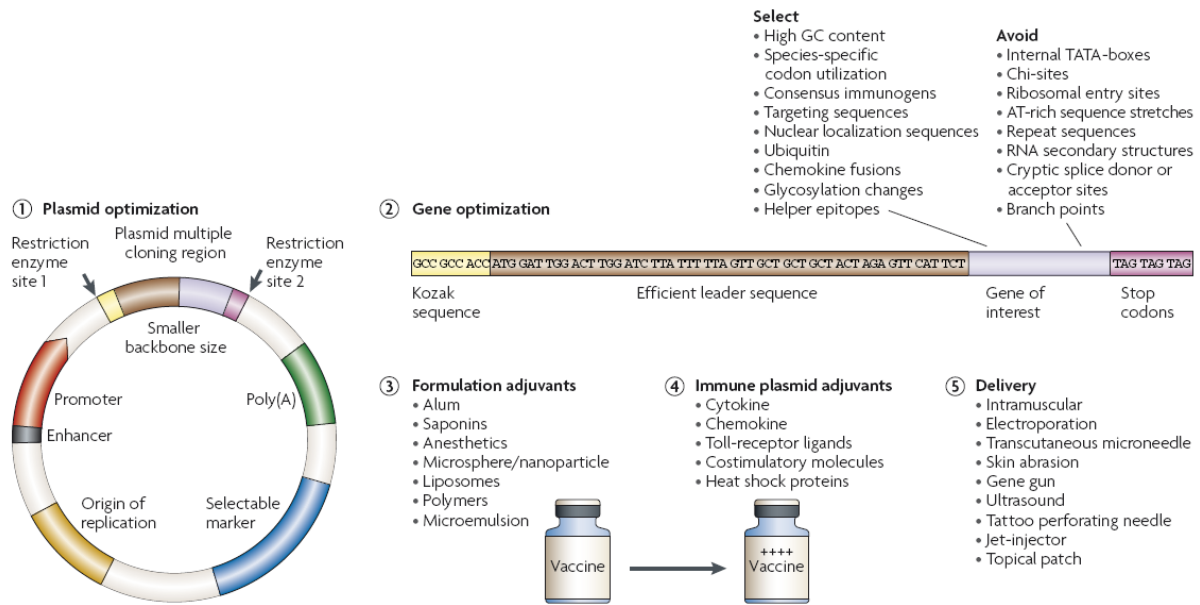 ① Plasmid optimization
Restriction
enzyme
site 1
Plasmid multiple
cloning region
Restriction
enzyme
site 2
Smaller
backbone size
Promoter
Poly(A)
Enhancer
Origin of
replication
Selectable
marker
② Gene optimization
Select
• High GC content
• Species-specific
codon utilization
• Consensus immunogens
• Targeting sequences
• Nuclear localization sequences
• Ubiquitin
• Chemokine fusions
• Glycosylation changes
• Helper epitopes
Avoid
• Internal TATA-boxes
• Chi-sites
• Ribosomal entry sites
• AT-rich sequence stretches
• Repeat sequences
• RNA secondary structures
• Cryptic splice donor or
acceptor sites
• Branch points
GCC GCC ACC ATG GAT TGG ACT TGG ATC TTA TTT TTA GTT GCT GCT GCT ACT AGA GTT CAT TCT TAG TAG TAG
Kozak
sequence
Efficient leader sequence
Gene of
interest
Stop
codons
③ Formulation adjuvants
• Alum
• Saponins
• Anesthetics
• Microsphere/nanoparticle
• Liposomes
• Polymers
• Microemulsion
Vaccine
④ Immune plasmid adjuvants
• Cytokine
• Chemokine
• Toll-receptor ligands
• Costimulatory molecules
• Heat shock proteins
++++
Vaccine
⑤ Delivery
• Intramuscular
• Electroporation
• Transcutaneous microneedle
• Skin abrasion
• Gene gun
• Ultrasound
• Tattoo perforating needle
• Jet-injector
• Topical patch